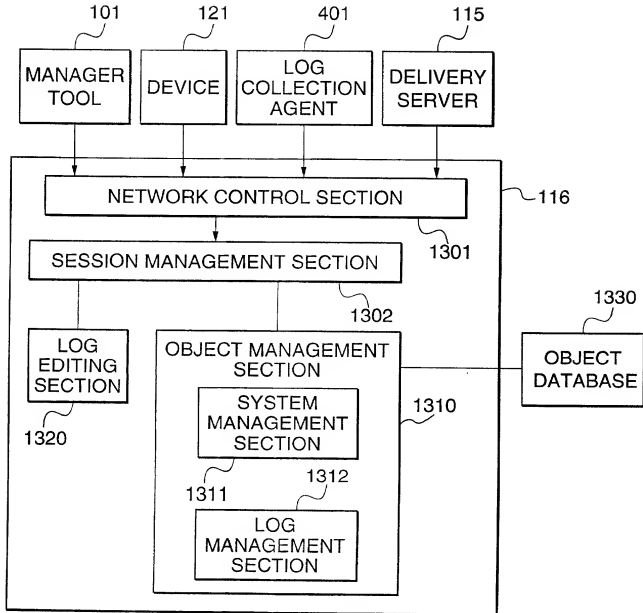 101
121
401
115
MANAGER
TOOL
DEVICE
LOG
COLLECTION
AGENT
DELIVERY
SERVER
NETWORK CONTROL SECTION
116
1301
SESSION MANAGEMENT SECTION
1302
1330
LOG
EDITING
SECTION
1320
OBJECT MANAGEMENT
SECTION
OBJECT
DATABASE
1310
SYSTEM
MANAGEMENT
SECTION
1311
1312
LOG
MANAGEMENT
SECTION